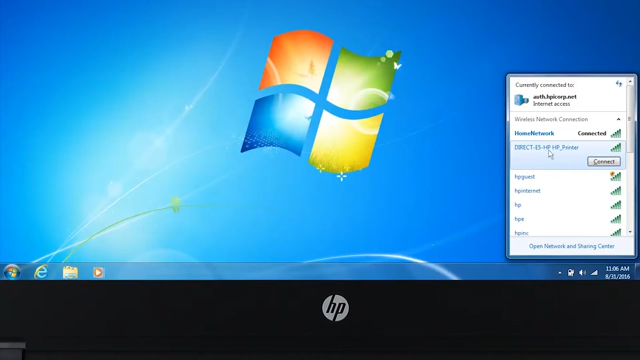 Currently connected to:
auth.hpicorp.net
Internet access
Wireless Network Connection
HomeNetwork Connected
DIRECT-E5-HP HP_Printer
Connect
hpguest
hpinternet
hp
hpe
hpinc
Open Network and Sharing Center
11:06 AM
8/31/2016
hp